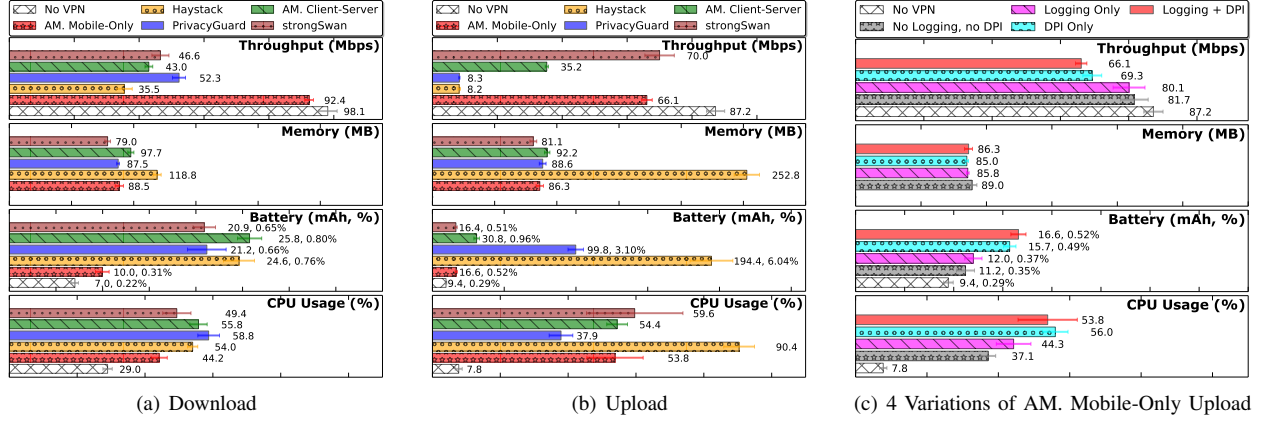 No VPN
AM. Mobile-Only
Haystack
PrivacyGuard
AM. Client-Server
strongSwan
Throughput (Mbps)
46.6
43.0
52.3
35.5
92.4
98.1
Memory (MB)
79.0
97.7
87.5
118.8
88.5
Battery (mAh, %)
20.9, 0.65%
25.8, 0.80%
21.2, 0.66%
24.6, 0.76%
10.0, 0.31%
7.0, 0.22%
CPU Usage (%)
49.4
55.8
58.8
54.0
44.2
29.0
(a) Download
No VPN
AM. Mobile-Only
Haystack
PrivacyGuard
AM. Client-Server
strongSwan
Throughput (Mbps)
70.0
35.2
8.3
8.2
66.1
87.2
Memory (MB)
81.1
92.2
88.6
252.8
86.3
Battery (mAh, %)
16.4, 0.51%
30.8, 0.96%
99.8, 3.10%
194.4, 6.04%
16.6, 0.52%
9.4, 0.29%
CPU Usage (%)
59.6
54.4
37.9
90.4
53.8
7.8
(b) Upload
No VPN
No Logging, no DPI
Logging Only
DPI Only
Logging + DPI
Throughput (Mbps)
66.1
69.3
80.1
81.7
87.2
Memory (MB)
86.3
85.0
85.8
89.0
Battery (mAh, %)
16.6, 0.52%
15.7, 0.49%
12.0, 0.37%
11.2, 0.35%
9.4, 0.29%
CPU Usage (%)
53.8
56.0
44.3
37.1
7.8
(c) 4 Variations of AM. Mobile-Only Upload